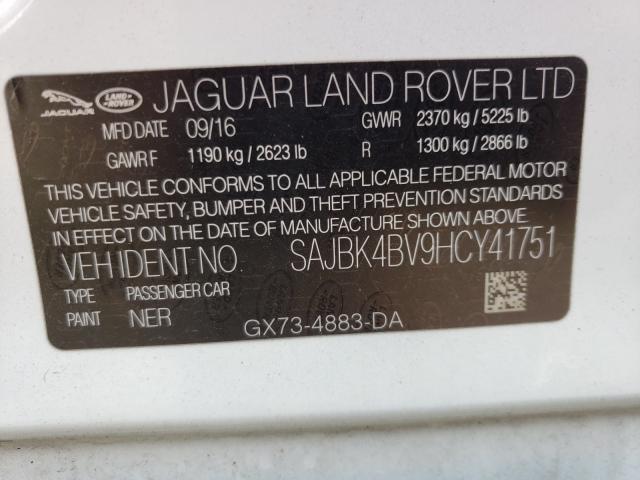 JAGUAR LAND ROVER JAGUAR LAND ROVER LTD
MFD DATE 09/16 GWR 2370 kg / 5225 lb
GAWR F 1190 kg / 2623 lb R 1300 kg / 2866 lb
THIS VEHICLE CONFORMS TO ALL APPLICABLE FEDERAL MOTOR
VEHICLE SAFETY, BUMPER AND THEFT PREVENTION STANDARDS
IN EFFECT ON THE DATE OF MANUFACTURE SHOWN ABOVE.
VEH IDENT NO SAJBK4BV9HCY41751
TYPE PASSENGER CAR
PAINT NER GX73-4883-DA